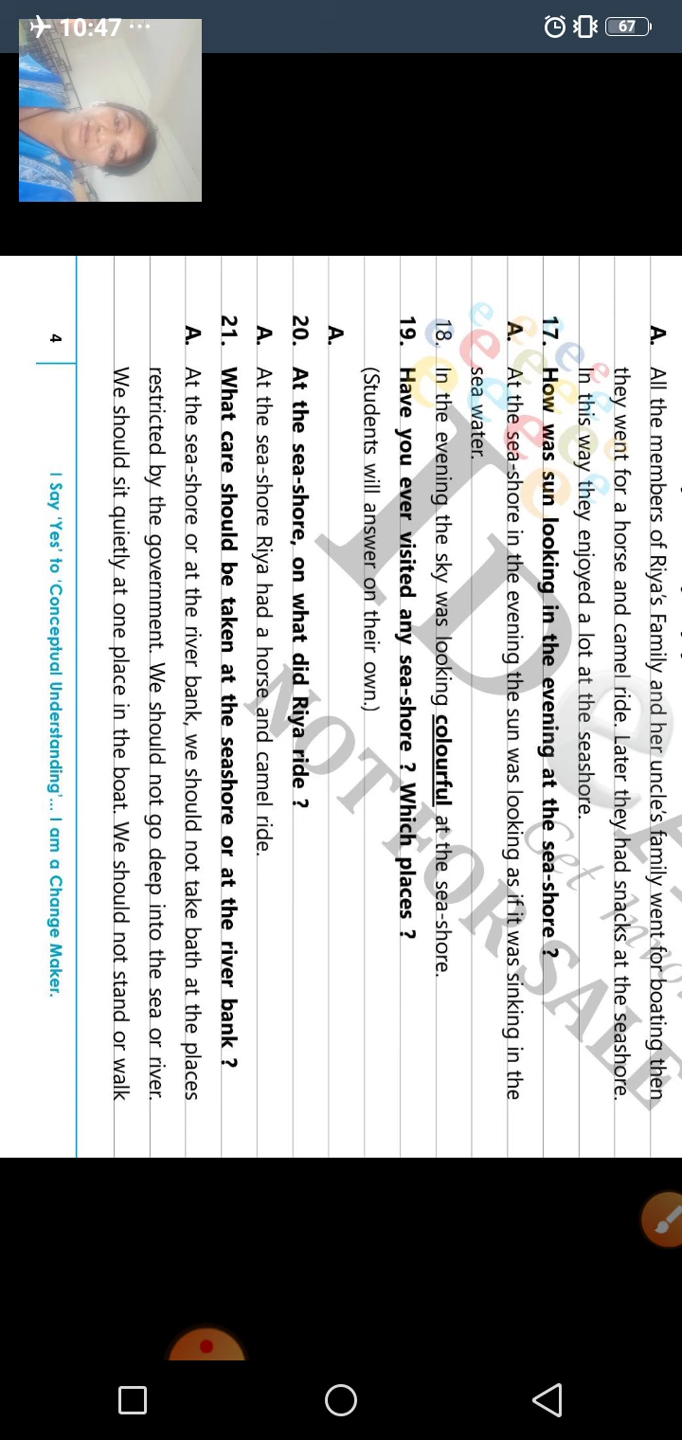 10:47 ...
67
A. All the members of Riya's Family and her uncle's family went for boating then
they went for a horse and camel ride. Later they had snacks at the seashore.
In this way they enjoyed a lot at the seashore.
17. How was sun looking in the evening at the sea-shore ?
A. At the sea-shore in the evening the sun was looking as if it was sinking in the
sea water.
18. In the evening the sky was looking colourful at the sea-shore.
19. Have you ever visited any sea-shore ? Which places ?
(Students will answer on their own.)
A.
20. At the sea-shore, on what did Riya ride ?
A. At the sea-shore Riya had a horse and camel ride.
21. What care should be taken at the seashore or at the river bank ?
A. At the sea-shore or at the river bank, we should not take bath at the places
restricted by the government. We should not go deep into the sea or river.
We should sit quietly at one place in the boat. We should not stand or walk
4
I Say 'Yes' to 'Conceptual Understanding'... I am a Change Maker.
NOT FOR SALE